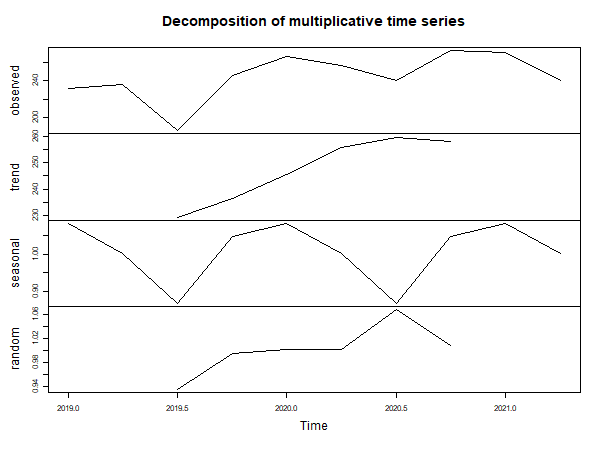 Decomposition of multiplicative time series
observed
200 240
trend
230 240 250 260
seasonal
0.90 1.00
random
0.94 0.98 1.02 1.06
2019.0 2019.5 2020.0 2020.5 2021.0
Time